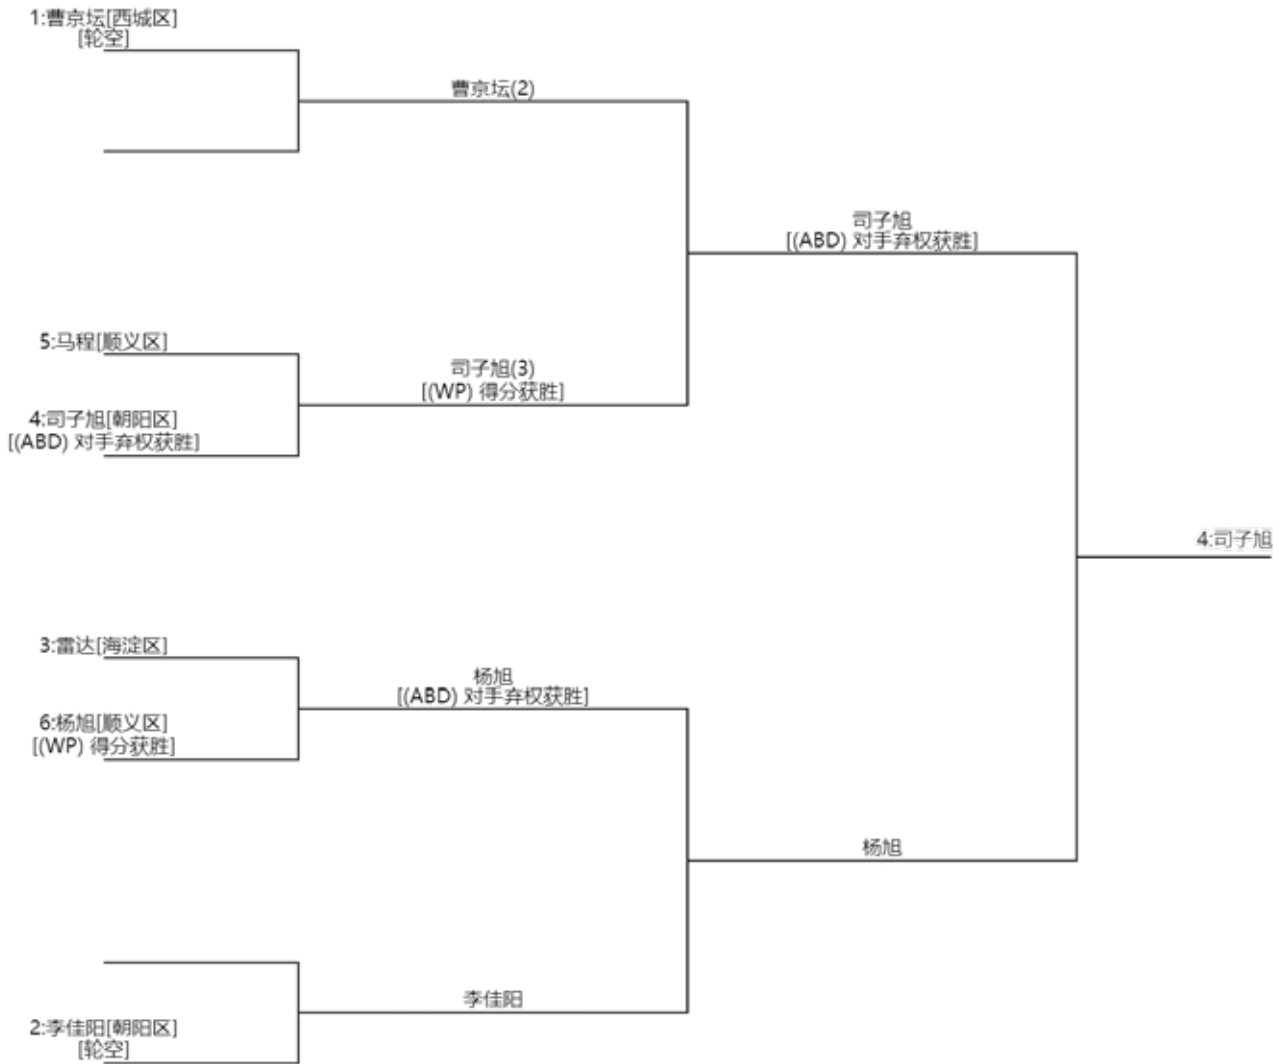 1:曹京坛[西城区]
[轮空]
曹京坛(2)
司子旭
[(ABD) 对手弃权获胜]
5:马程[顺义区]
司子旭(3)
[(WP) 得分获胜]
4:司子旭[朝阳区]
[(ABD) 对手弃权获胜]
4:司子旭
3:雷达[海淀区]
杨旭
[(ABD) 对手弃权获胜]
6:杨旭[顺义区]
[(WP) 得分获胜]
杨旭
李佳阳
2:李佳阳[朝阳区]
[轮空]